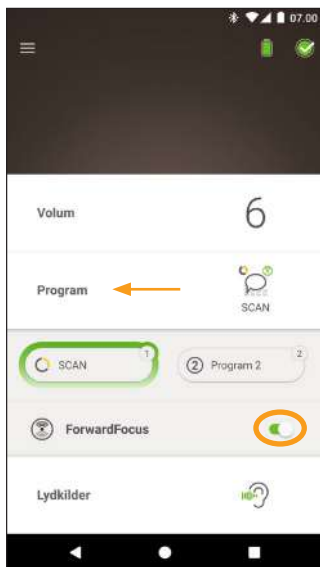 07.00
Volum
6
Program
SCAN
SCAN
1
2
Program 2
2
ForwardFocus
Lydkilder